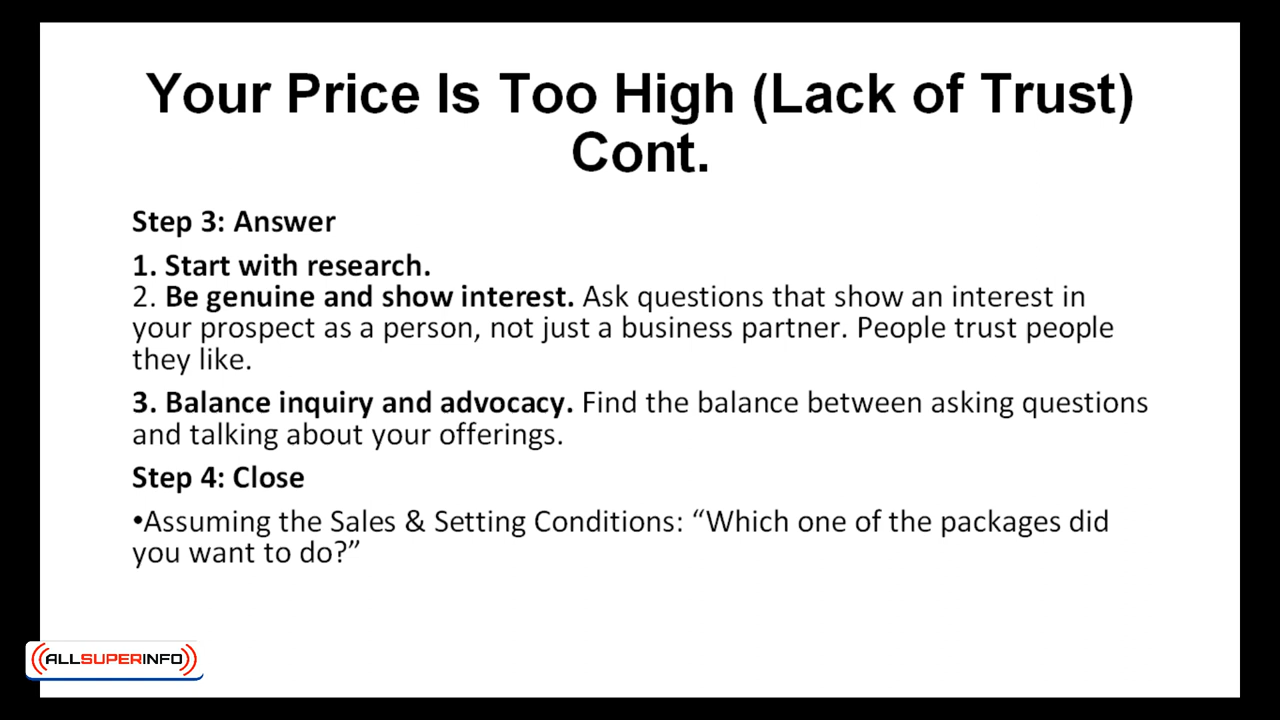 Your Price Is Too High (Lack of Trust)
Cont.
Step 3: Answer
1. Start with research.
2. Be genuine and show interest. Ask questions that show an interest in
your prospect as a person, not just a business partner. People trust people
they like.
3. Balance inquiry and advocacy. Find the balance between asking questions
and talking about your offerings.
Step 4: Close
•Assuming the Sales & Setting Conditions: “Which one of the packages did
you want to do?”
ALLSUPERINFO